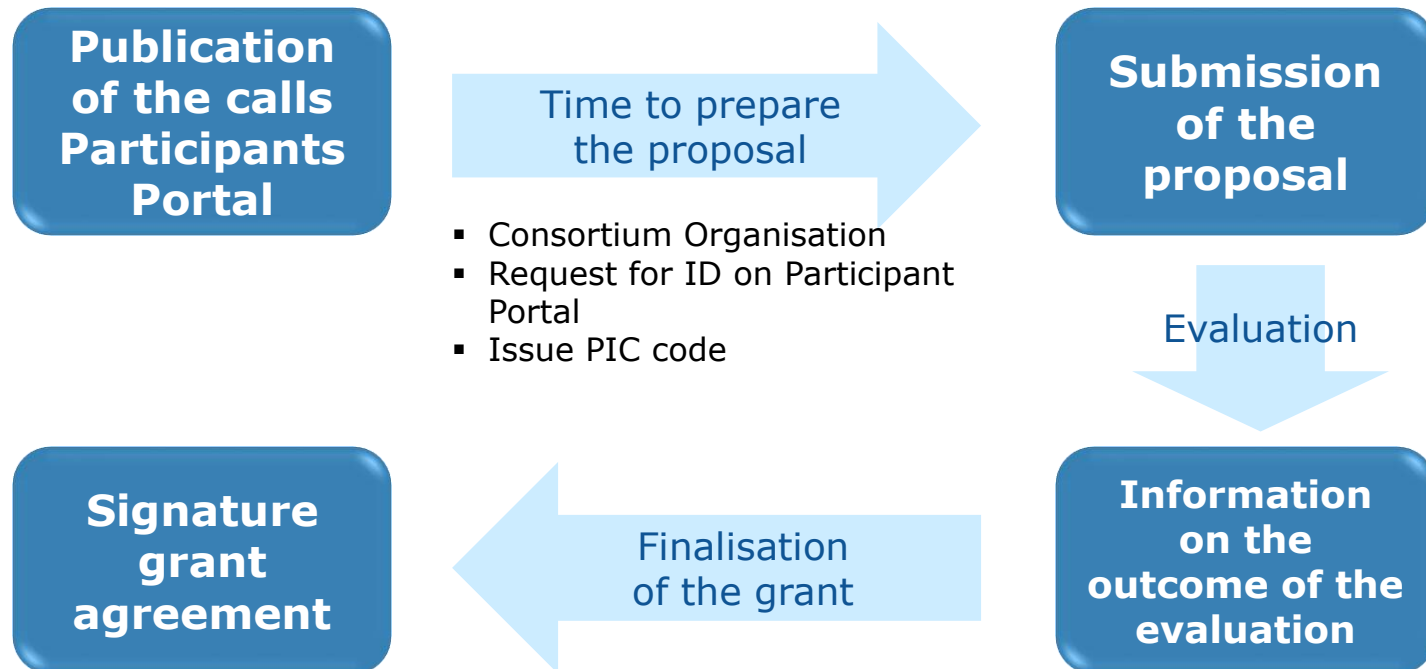 Publication
of the calls
Participants
Portal
Time to prepare
the proposal
Submission
of the
proposal
▪ Consortium Organisation
▪ Request for ID on Participant
Portal
▪ Issue PIC code
Evaluation
Information
on the
outcome of the
evaluation
Finalisation
of the grant
Signature
grant
agreement